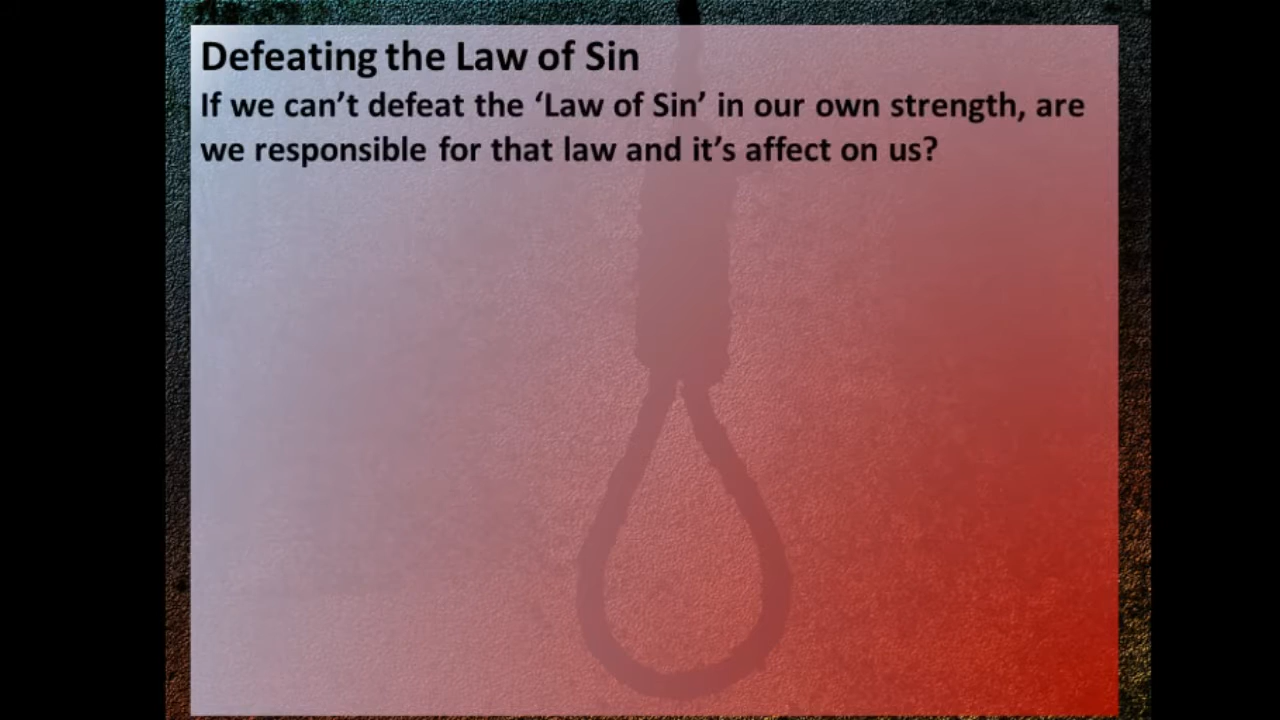 Defeating the Law of Sin
If we can’t defeat the ‘Law of Sin’ in our own strength, are
we responsible for that law and it’s affect on us?